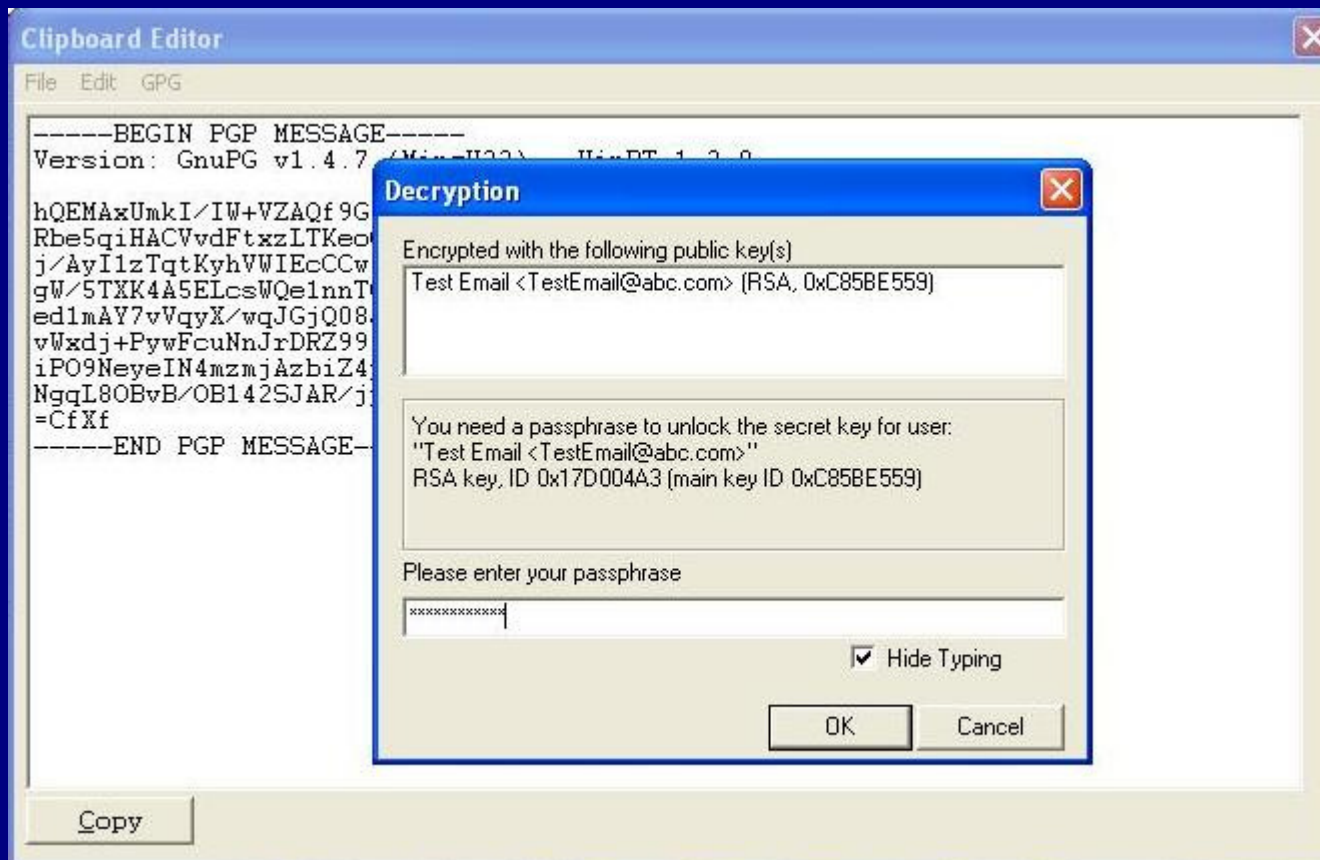 Clipboard Editor
File Edit GPG
-----BEGIN PGP MESSAGE-----
Version: GnuPG v1.4.7
hQEMAxUmkI/IW+VZAQf9G
Rbe5qiHACVvdFtxzLTKeo
j/AyI1zTqtKyhVWIEcCCw
gW/5TXK4A5ELcsWQe1nnT
ed1mAY7vVqyX/wqJGjQ08
vWxdj+PywFcuNnJrDRZ99
iPO9NeyeIN4mzmjAzbiZ4
NgqL8OBvB/OB142SJAR/j
=CfXf
-----END PGP MESSAGE-
Decryption
Encrypted with the following public key(s)
Test Email <TestEmail@abc.com> (RSA, 0xC85BE559)
You need a passphrase to unlock the secret key for user:
"Test Email <TestEmail@abc.com>"
RSA key, ID 0x17D004A3 (main key ID 0xC85BE559)
Please enter your passphrase
************
Hide Typing
OK Cancel
Copy